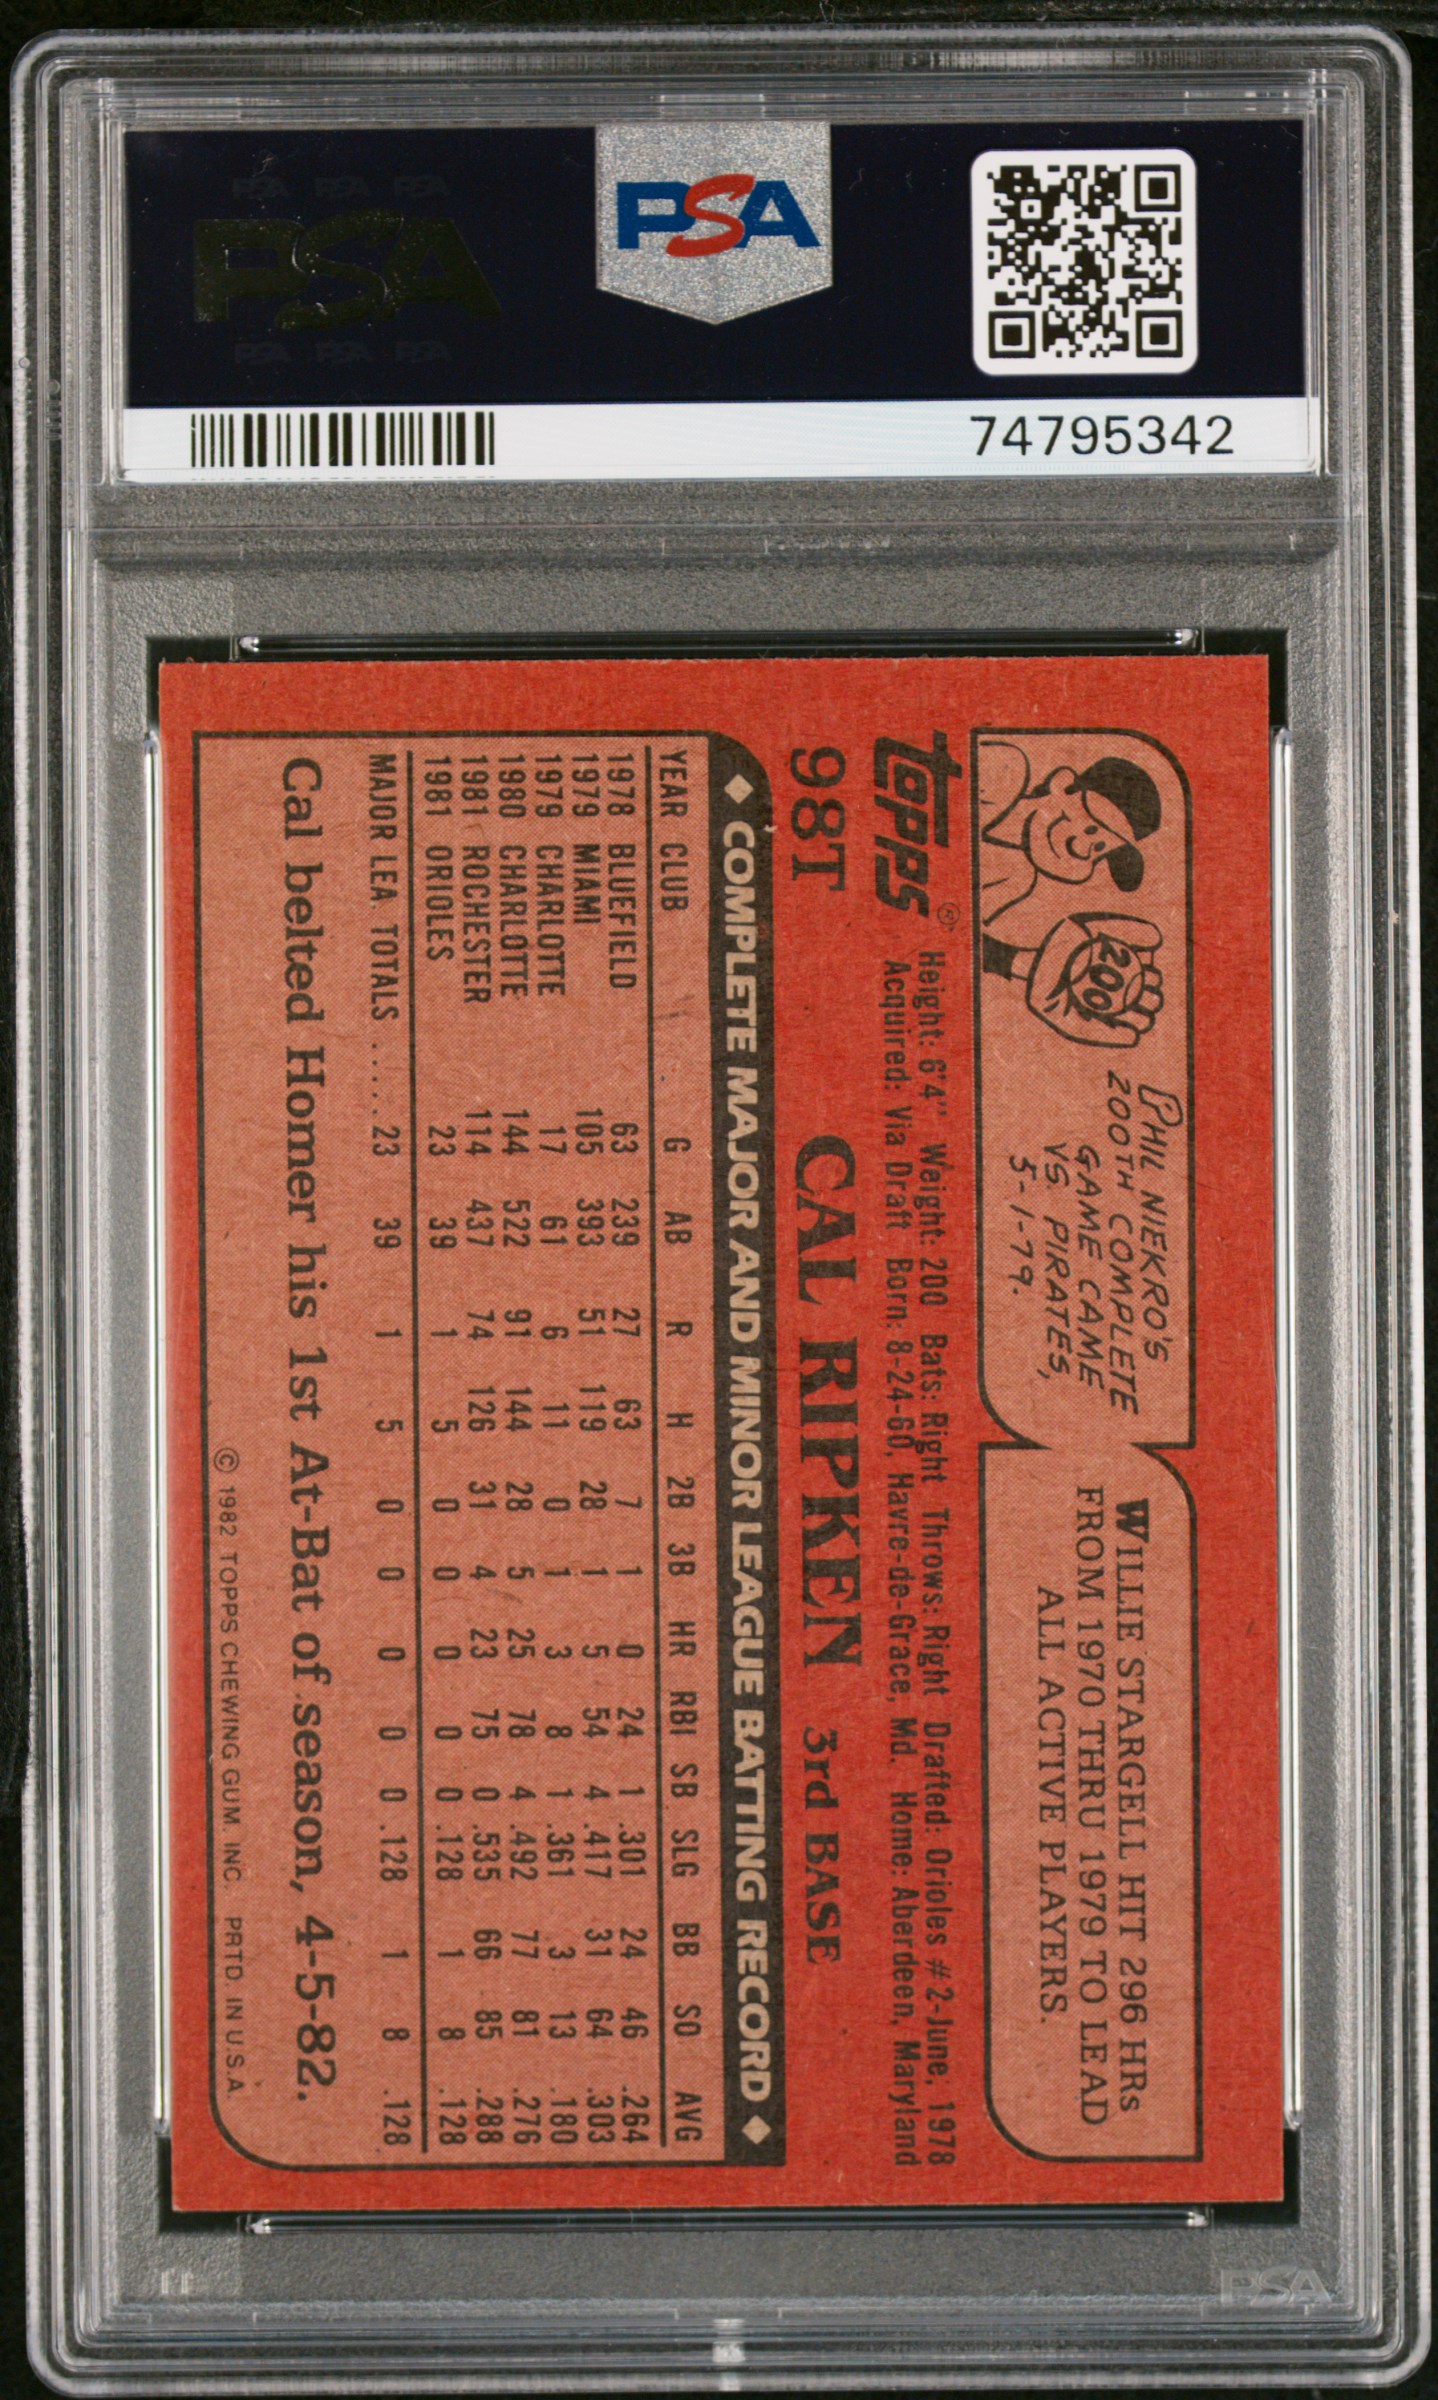 PSA PSA PSA
PSA
PSA PSA PSA
PSA
74795342
PHIL NIEKRO'S
200TH COMPLETE
GAME CAME
VS. PIRATES,
5-1-79.
200
WILLIE STARGELL HIT 296 HRs
FROM 1970 THRU 1979 TO LEAD
ALL ACTIVE PLAYERS.
topps®
Height: 6'4'' Weight: 200 Bats: Right Throws: Right Drafted: Orioles #2-June, 1978
Acquired: Via Draft Born: 8-24-60, Havre-de-Grace, Md. Home: Aberdeen, Maryland
98T CAL RIPKEN 3rd BASE
◆ COMPLETE MAJOR AND MINOR LEAGUE BATTING RECORD ◆
YEAR CLUB G AB R H 2B 3B HR RBI SB SLG BB SO AVG
1978 BLUEFIELD 63 239 27 63 7 1 0 24 1 .301 24 46 .264
1979 MIAMI 105 393 51 119 28 1 5 54 4 .417 31 64 .303
1979 CHARLOTTE 17 61 6 11 0 1 3 8 1 .361 3 13 .180
1980 CHARLOTTE 144 522 91 144 28 5 25 78 4 .492 77 81 .276
1981 ROCHESTER 114 437 74 126 31 4 23 75 0 .535 66 85 .288
1981 ORIOLES 23 39 1 5 0 0 0 0 0 .128 1 8 .128
MAJOR LEA. TOTALS ..... 23 39 1 5 0 0 0 0 0 .128 1 8 .128
Cal belted Homer his 1st At-Bat of season, 4-5-82.
© 1982 TOPPS CHEWING GUM, INC. PRTD. IN U.S.A.
PSA